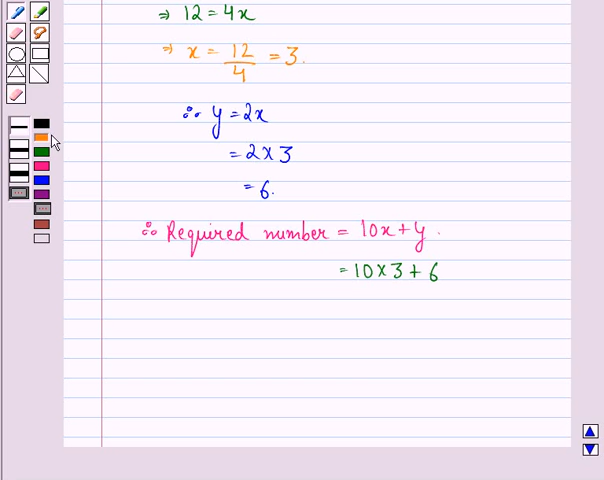 ⇒ 12 = 4x
⇒ x = 12/4 = 3.
∴ y = 2x
= 2 × 3
= 6.
∴ Required number = 10x + y.
= 10 × 3 + 6